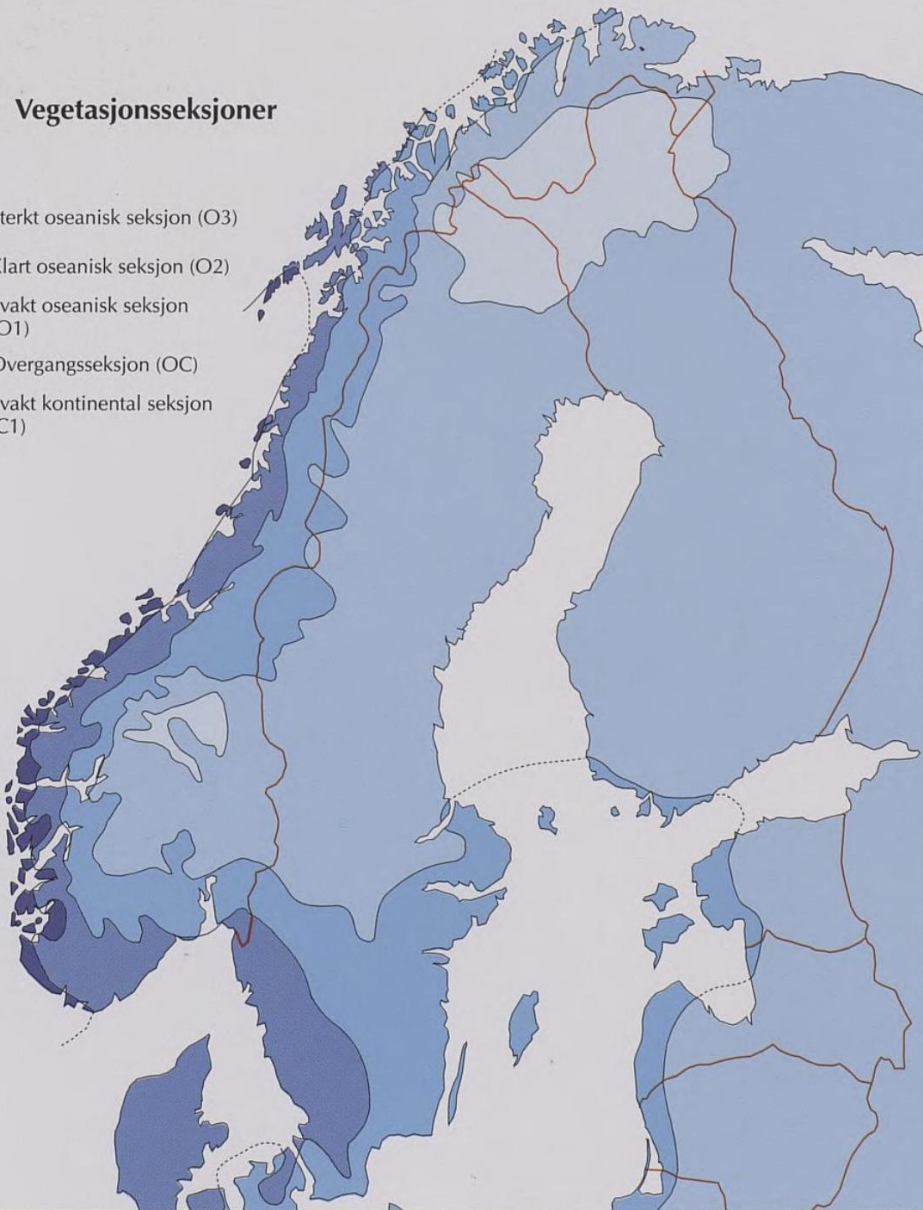 Vegetasjonsseksjoner
terkt oseanisk seksjon (O3)
lart oseanisk seksjon (O2)
vakt oseanisk seksjon
O1)
Overgangsseksjon (OC)
vakt kontinental seksjon
C1)